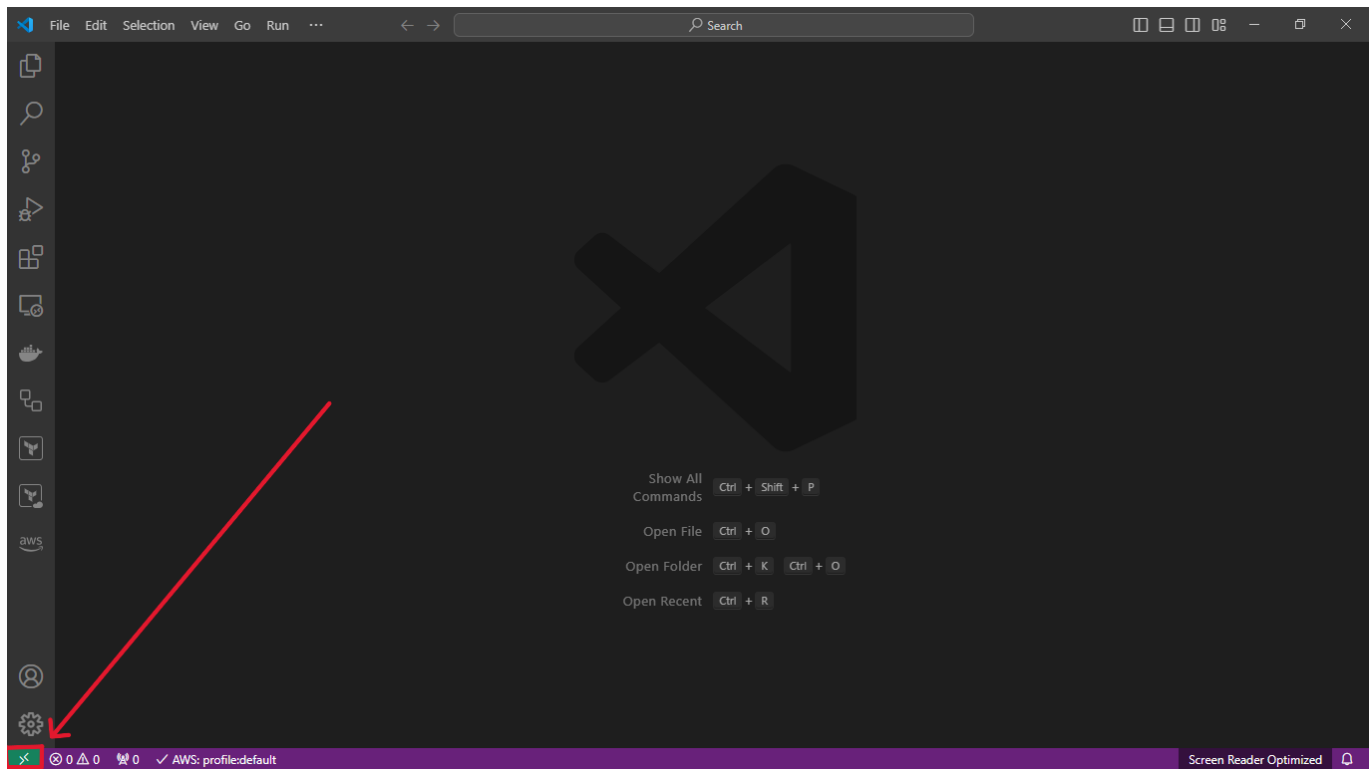 File Edit Selection View Go Run ···
Search
aws
Show All
Commands Ctrl + Shift + P
Open File Ctrl + O
Open Folder Ctrl + K Ctrl + O
Open Recent Ctrl + R
0 0 0 AWS: profile:default Screen Reader Optimized